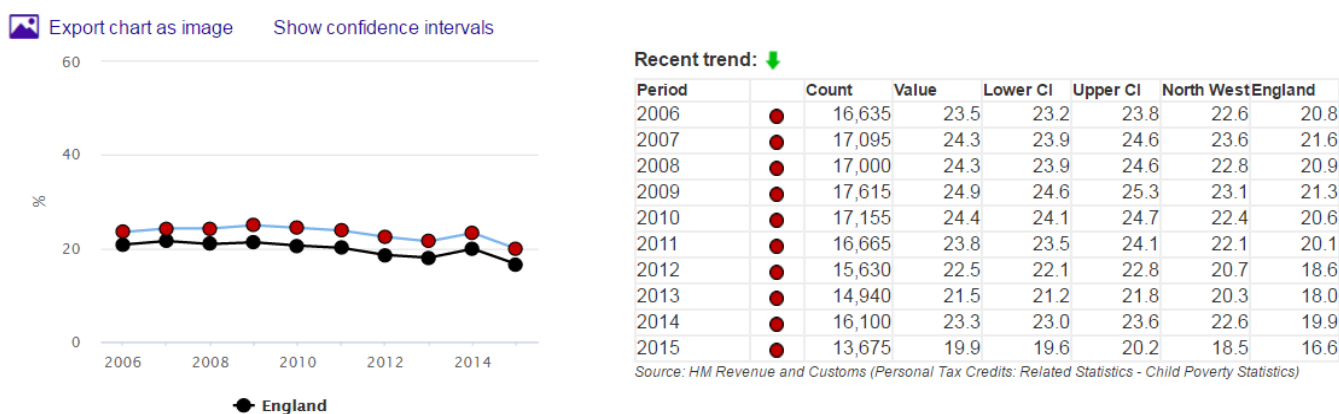 Export chart as image Show confidence intervals
60
40
%
20
0
2006 2008 2010 2012 2014
England
Recent trend:
Period Count Value Lower CI Upper CI North West England
2006 16,635 23.5 23.2 23.8 22.6 20.8
2007 17,095 24.3 23.9 24.6 23.6 21.6
2008 17,000 24.3 23.9 24.6 22.8 20.9
2009 17,615 24.9 24.6 25.3 23.1 21.3
2010 17,155 24.4 24.1 24.7 22.4 20.6
2011 16,665 23.8 23.5 24.1 22.1 20.1
2012 15,630 22.5 22.1 22.8 20.7 18.6
2013 14,940 21.5 21.2 21.8 20.3 18.0
2014 16,100 23.3 23.0 23.6 22.6 19.9
2015 13,675 19.9 19.6 20.2 18.5 16.6
Source: HM Revenue and Customs (Personal Tax Credits: Related Statistics - Child Poverty Statistics)